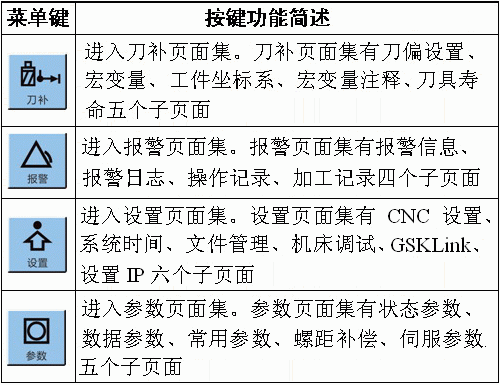 菜单键 按键功能简述
刀补
进入刀补页面集。刀补页面集有刀偏设置、
宏变量、工件坐标系、宏变量注释、刀具寿
命五个子页面
报警
进入报警页面集。报警页面集有报警信息、
报警日志、操作记录、加工记录四个子页面
设置
进入设置页面集。设置页面集有 CNC 设置、
系统时间、文件管理、机床调试、GSKLink、
设置 IP 六个子页面
参数
进入参数页面集。参数页面集有状态参数、
数据参数、常用参数、螺距补偿、伺服参数.
五个子页面